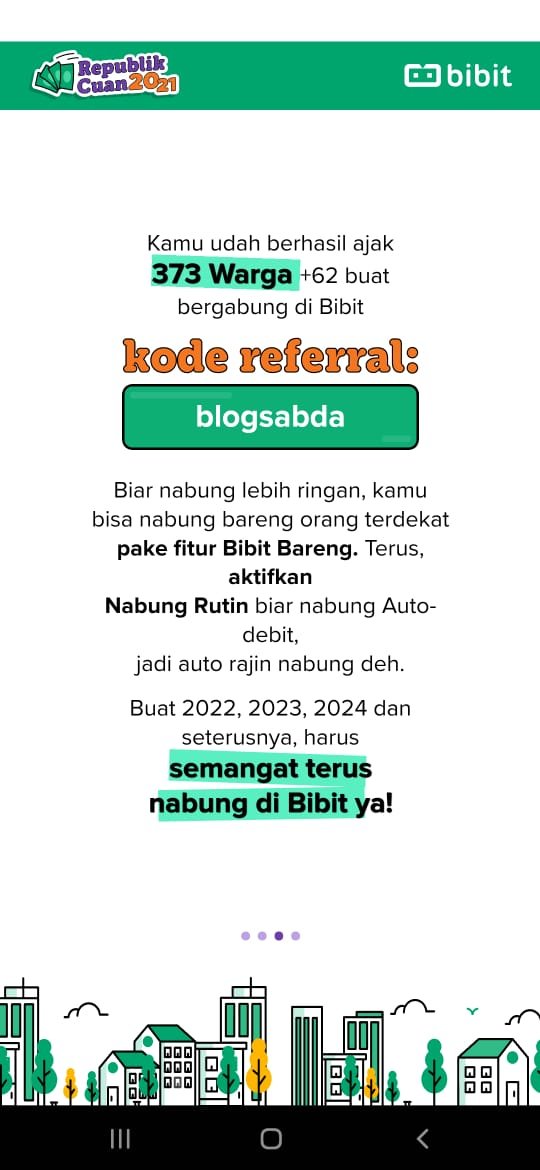 Republik
Cuan2021
bibit
Kamu udah berhasil ajak
373 Warga +62 buat
bergabung di Bibit
kode referral:
blogsabda
Biar nabung lebih ringan, kamu
bisa nabung bareng orang terdekat
pake fitur Bibit Bareng. Terus,
aktifkan
Nabung Rutin biar nabung Auto-
debit,
jadi auto rajin nabung deh.
Buat 2022, 2023, 2024 dan
seterusnya, harus
semangat terus
nabung di Bibit ya!